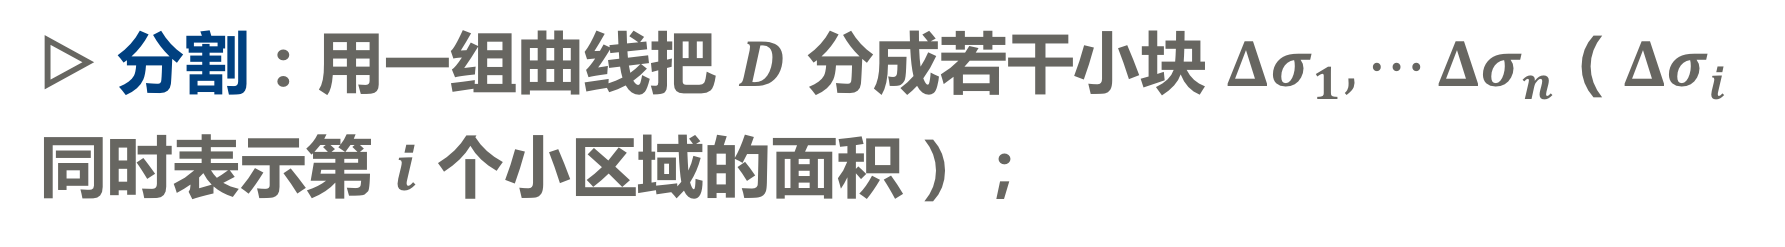 ▷ 分割：用一组曲线把 D 分成若干小块 Δσ₁,⋯ Δσₙ（ Δσᵢ
同时表示第 i 个小区域的面积）；